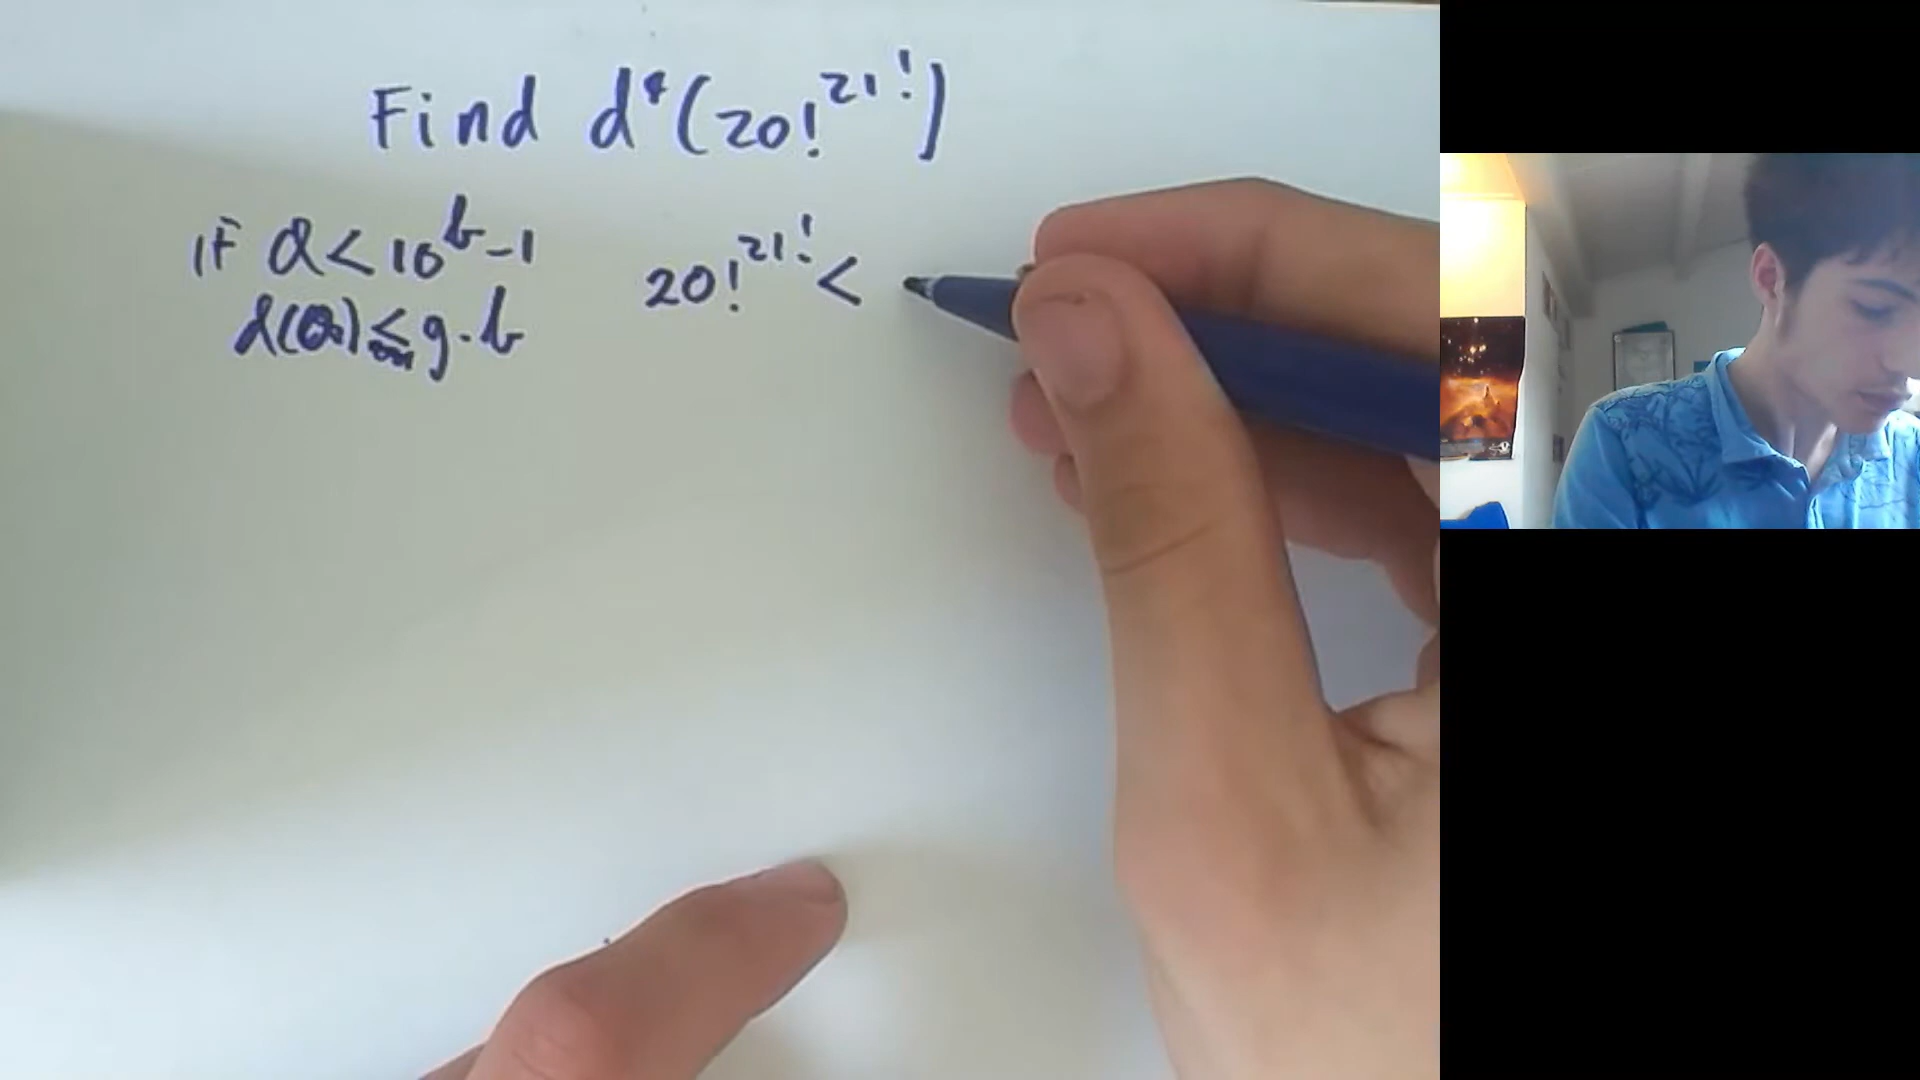 Find d⁴(20!^21!)
IF a < 10^b - 1
d(a) ≤ 9·b
20!^21! <